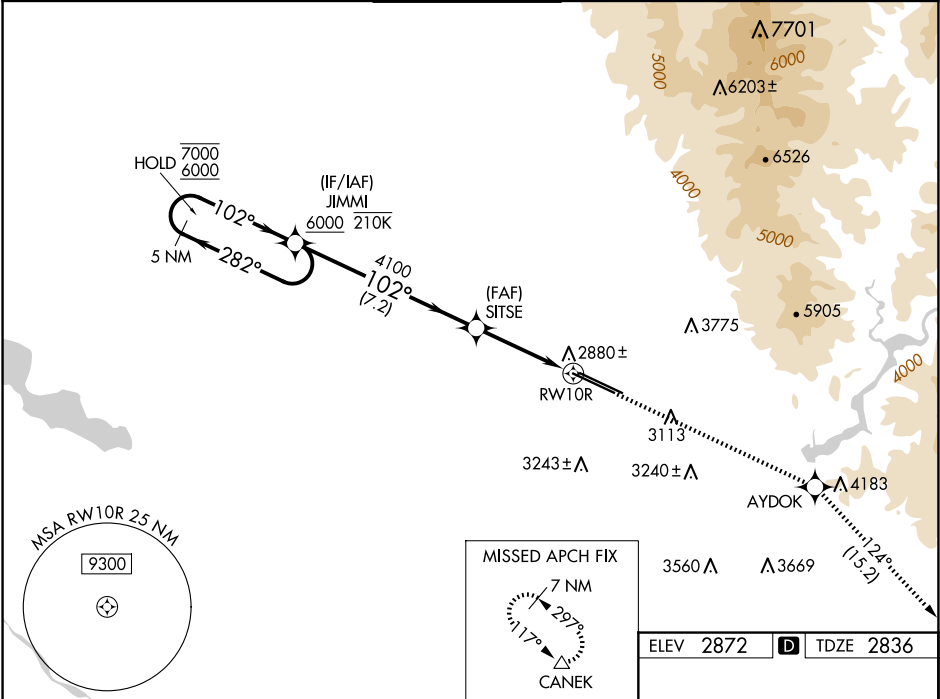 7701
6000
5000
6203±
6526
4000
5000
5905
3775
4000
HOLD 7000
6000
102°
282°
5 NM
(IF/IAF)
JIMMI
6000 210K
4100
102°
(7.2)
(FAF)
SITSE
2880±
RW10R
3113
3243±
3240±
AYDOK
4183
124°
(15.2)
3560
3669
MSA RW10R 25 NM
9300
MISSED APCH FIX
7 NM
297°
117°
CANEK
ELEV 2872 D TDZE 2836